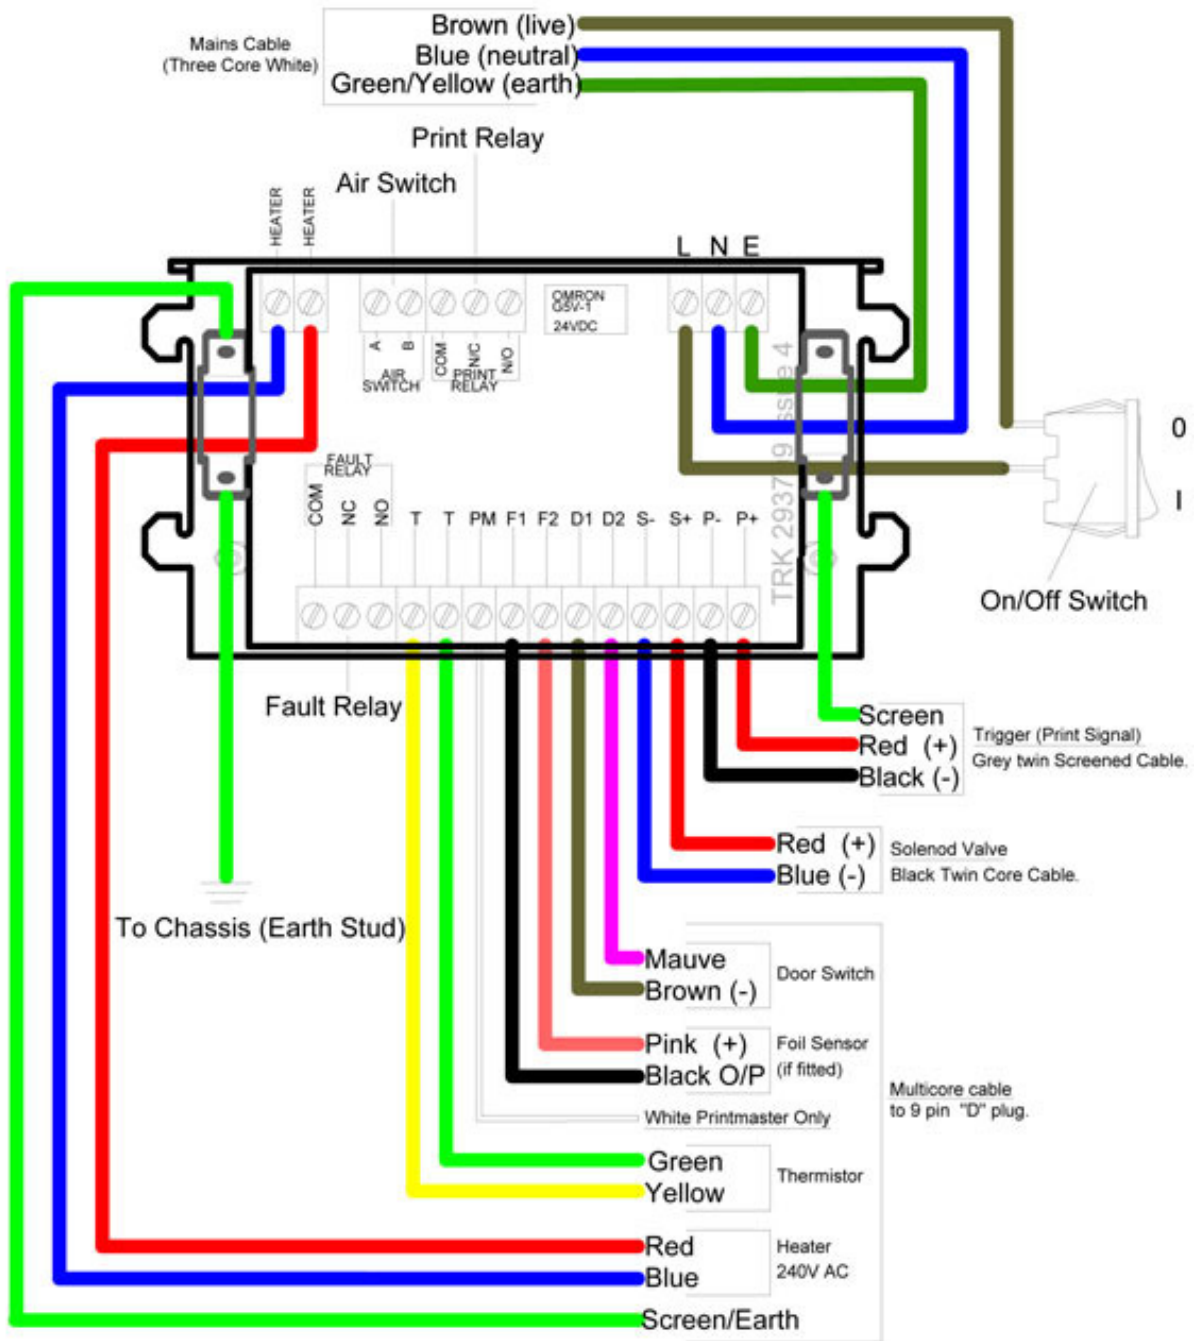 Brown (live)
Mains Cable
(Three Core White)
Blue (neutral)
Green/Yellow (earth)
Print Relay
Air Switch
HEATER
HEATER
L N E
OMRON
G5V-1
24VDC
A
B
COM
N/C
N/O
AIR
SWITCH
PRINT
RELAY
0
I
On/Off Switch
FAULT
RELAY
COM
NC
NO
T T PM F1 F2 D1 D2 S- S+ P- P+
Fault Relay
Screen
Red (+)
Black (-)
Trigger (Print Signal)
Grey twin Screened Cable.
Red (+)
Blue (-)
Solenod Valve
Black Twin Core Cable.
To Chassis (Earth Stud)
Mauve
Brown (-)
Door Switch
Pink (+)
Black O/P
Foil Sensor
(if fitted)
White Printmaster Only
Multicore cable
to 9 pin "D" plug.
Green
Yellow
Thermistor
Red
Blue
Heater
240V AC
Screen/Earth